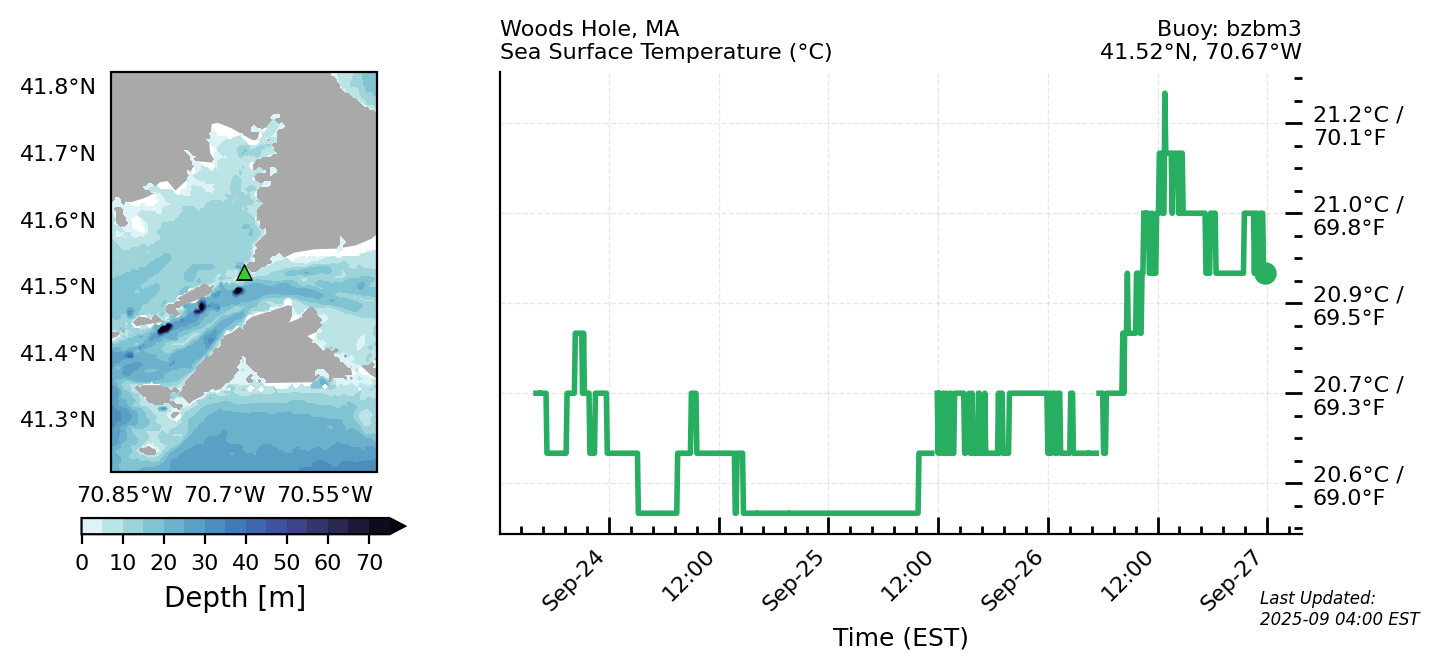 Woods Hole, MA
Sea Surface Temperature (°C)
Buoy: bzbm3
41.52°N, 70.67°W
41.8°N
41.7°N
41.6°N
41.5°N
41.4°N
41.3°N
70.85°W 70.7°W 70.55°W
0 10 20 30 40 50 60 70
Depth [m]
21.2°C /
70.1°F
21.0°C /
69.8°F
20.9°C /
69.5°F
20.7°C /
69.3°F
20.6°C /
69.0°F
Sep-24 12:00 Sep-25 12:00 Sep-26 12:00 Sep-27
Time (EST)
Last Updated:
2025-09 04:00 EST